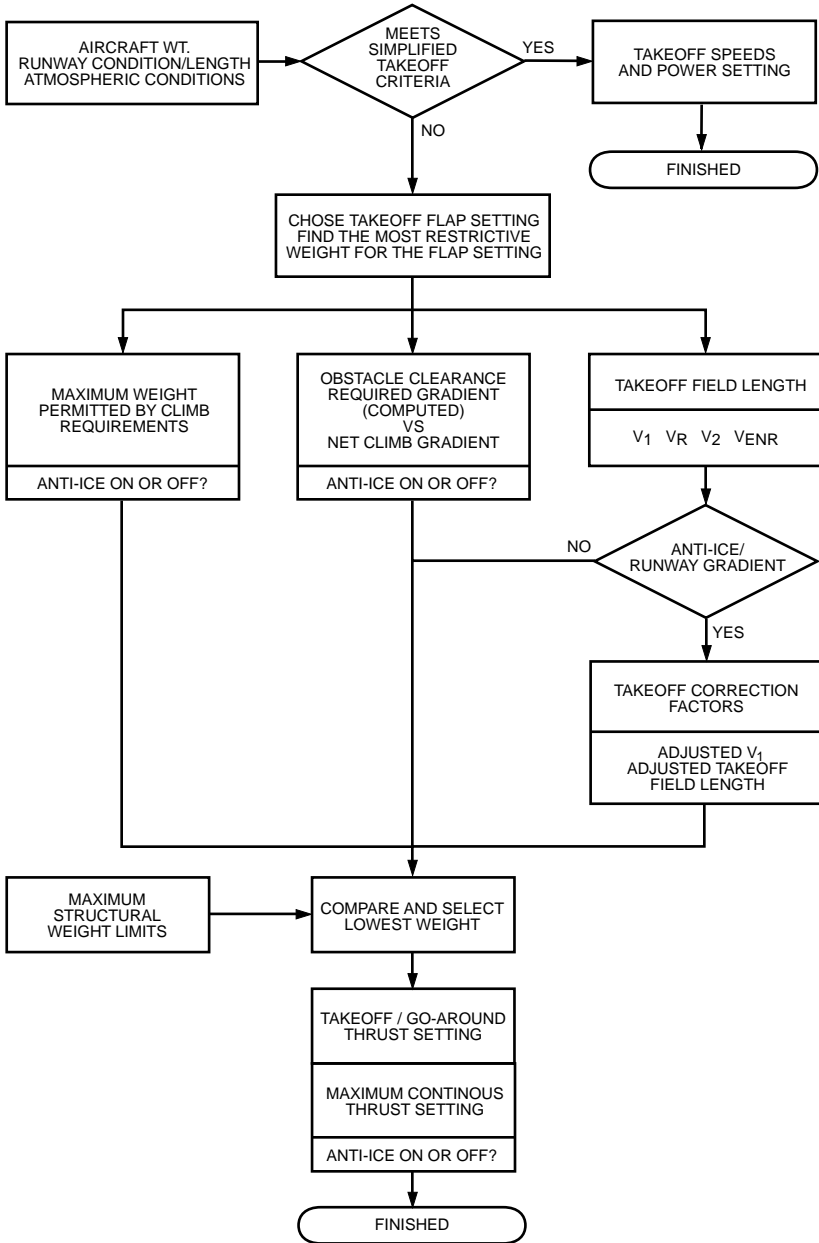 AIRCRAFT WT.
RUNWAY CONDITION/LENGTH
ATMOSPHERIC CONDITIONS
MEETS
SIMPLIFIED
TAKEOFF
CRITERIA
YES
TAKEOFF SPEEDS
AND POWER SETTING
FINISHED
NO
CHOSE TAKEOFF FLAP SETTING
FIND THE MOST RESTRICTIVE
WEIGHT FOR THE FLAP SETTING
MAXIMUM WEIGHT
PERMITTED BY CLIMB
REQUIREMENTS
ANTI-ICE ON OR OFF?
OBSTACLE CLEARANCE
REQUIRED GRADIENT
(COMPUTED)
VS
NET CLIMB GRADIENT
ANTI-ICE ON OR OFF?
TAKEOFF FIELD LENGTH
V1 VR V2 VENR
NO
ANTI-ICE/
RUNWAY GRADIENT
YES
TAKEOFF CORRECTION
FACTORS
ADJUSTED V1
ADJUSTED TAKEOFF
FIELD LENGTH
MAXIMUM
STRUCTURAL
WEIGHT LIMITS
COMPARE AND SELECT
LOWEST WEIGHT
TAKEOFF / GO-AROUND
THRUST SETTING
MAXIMUM CONTINOUS
THRUST SETTING
ANTI-ICE ON OR OFF?
FINISHED